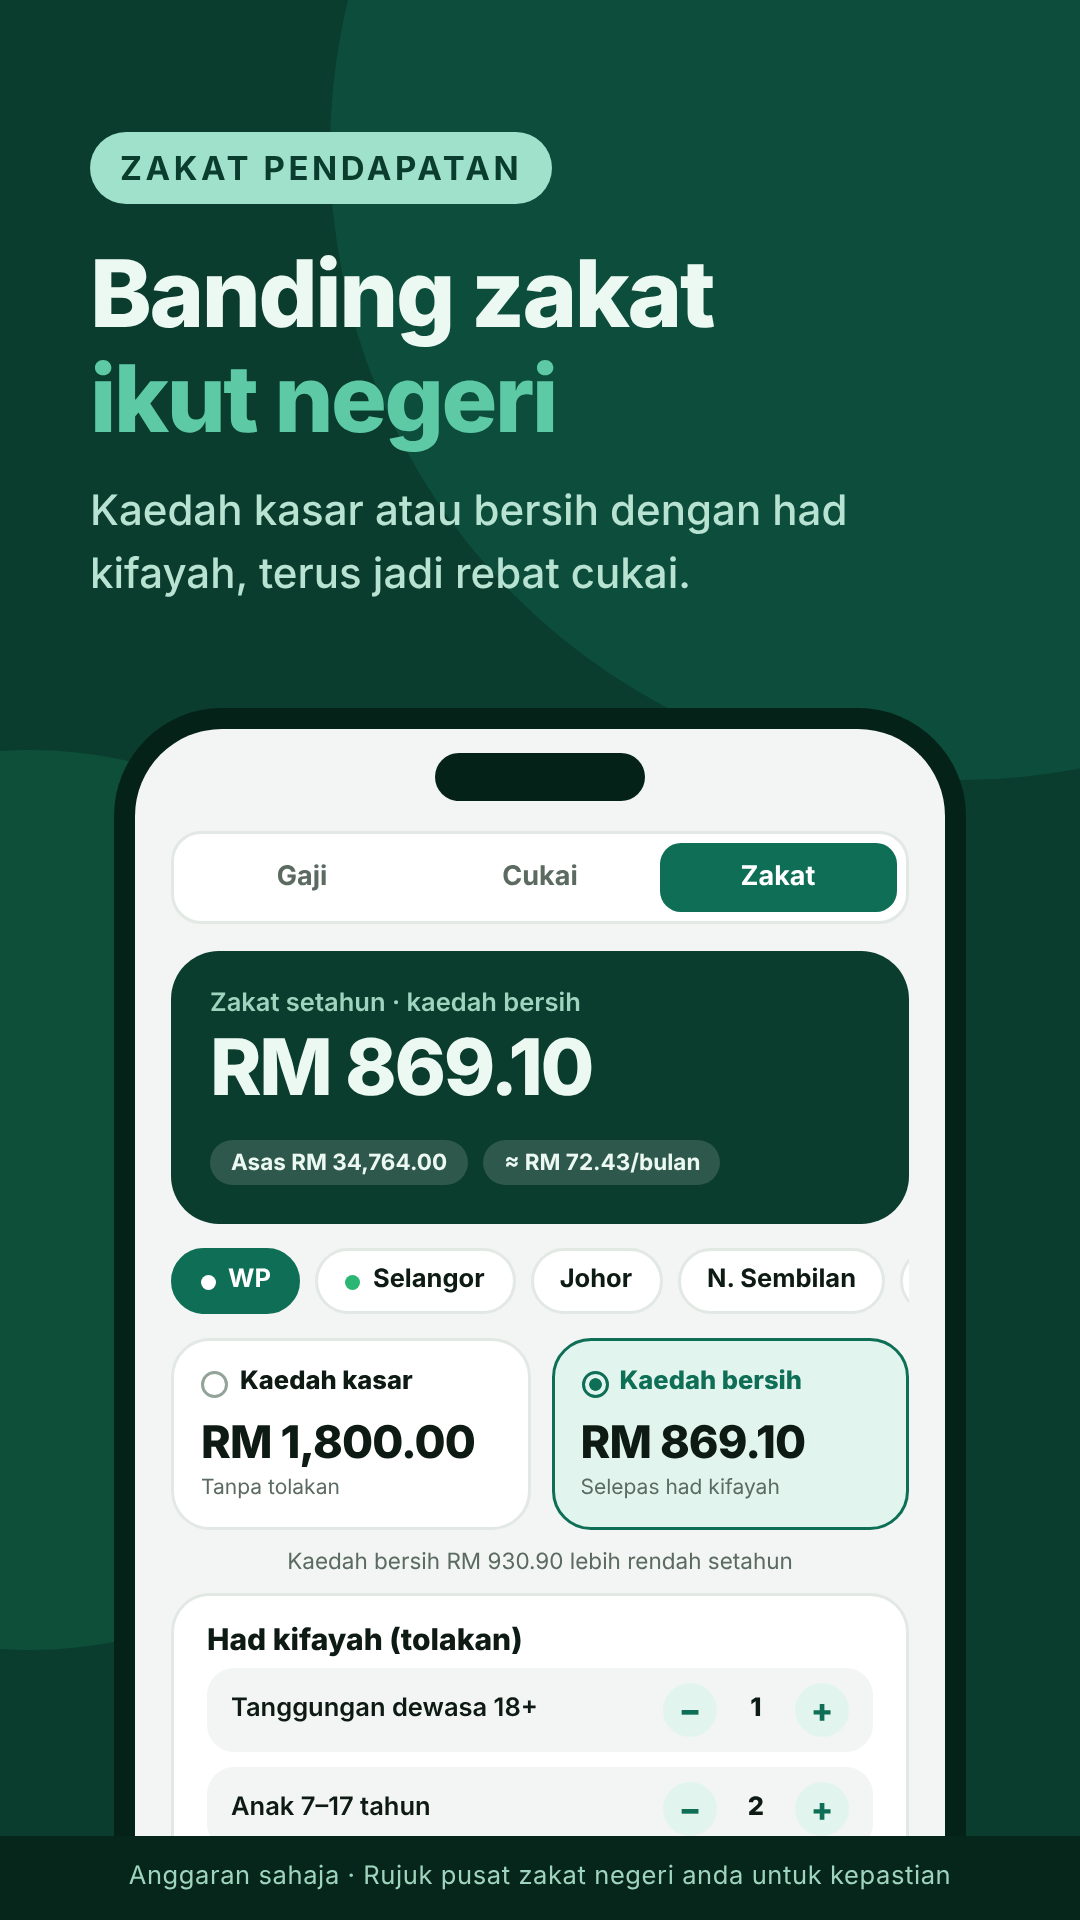 ZAKAT PENDAPATAN
Banding zakat
ikut negeri
Kaedah kasar atau bersih dengan had
kifayah, terus jadi rebat cukai.
Gaji Cukai Zakat
Zakat setahun · kaedah bersih
RM 869.10
Asas RM 34,764.00 ≈ RM 72.43/bulan
WP Selangor Johor N. Sembilan
Kaedah kasar
RM 1,800.00
Tanpa tolakan
Kaedah bersih
RM 869.10
Selepas had kifayah
Kaedah bersih RM 930.90 lebih rendah setahun
Had kifayah (tolakan)
Tanggungan dewasa 18+ − 1 +
Anak 7–17 tahun − 2 +
Anggaran sahaja · Rujuk pusat zakat negeri anda untuk kepastian